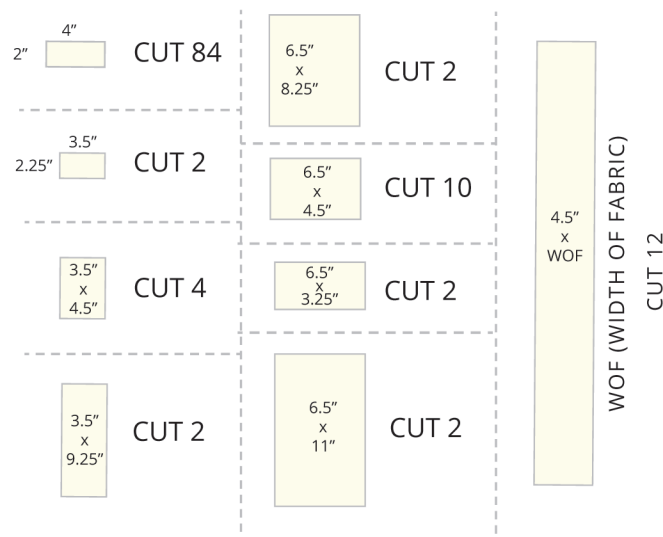 4”
2”
CUT 84
3.5”
2.25”
CUT 2
3.5”
x
4.5”
CUT 4
3.5”
x
9.25”
CUT 2
6.5”
x
8.25”
CUT 2
6.5”
x
4.5”
CUT 10
6.5”
x
3.25”
CUT 2
6.5”
x
11”
CUT 2
4.5”
x
WOF
WOF (WIDTH OF FABRIC)
CUT 12